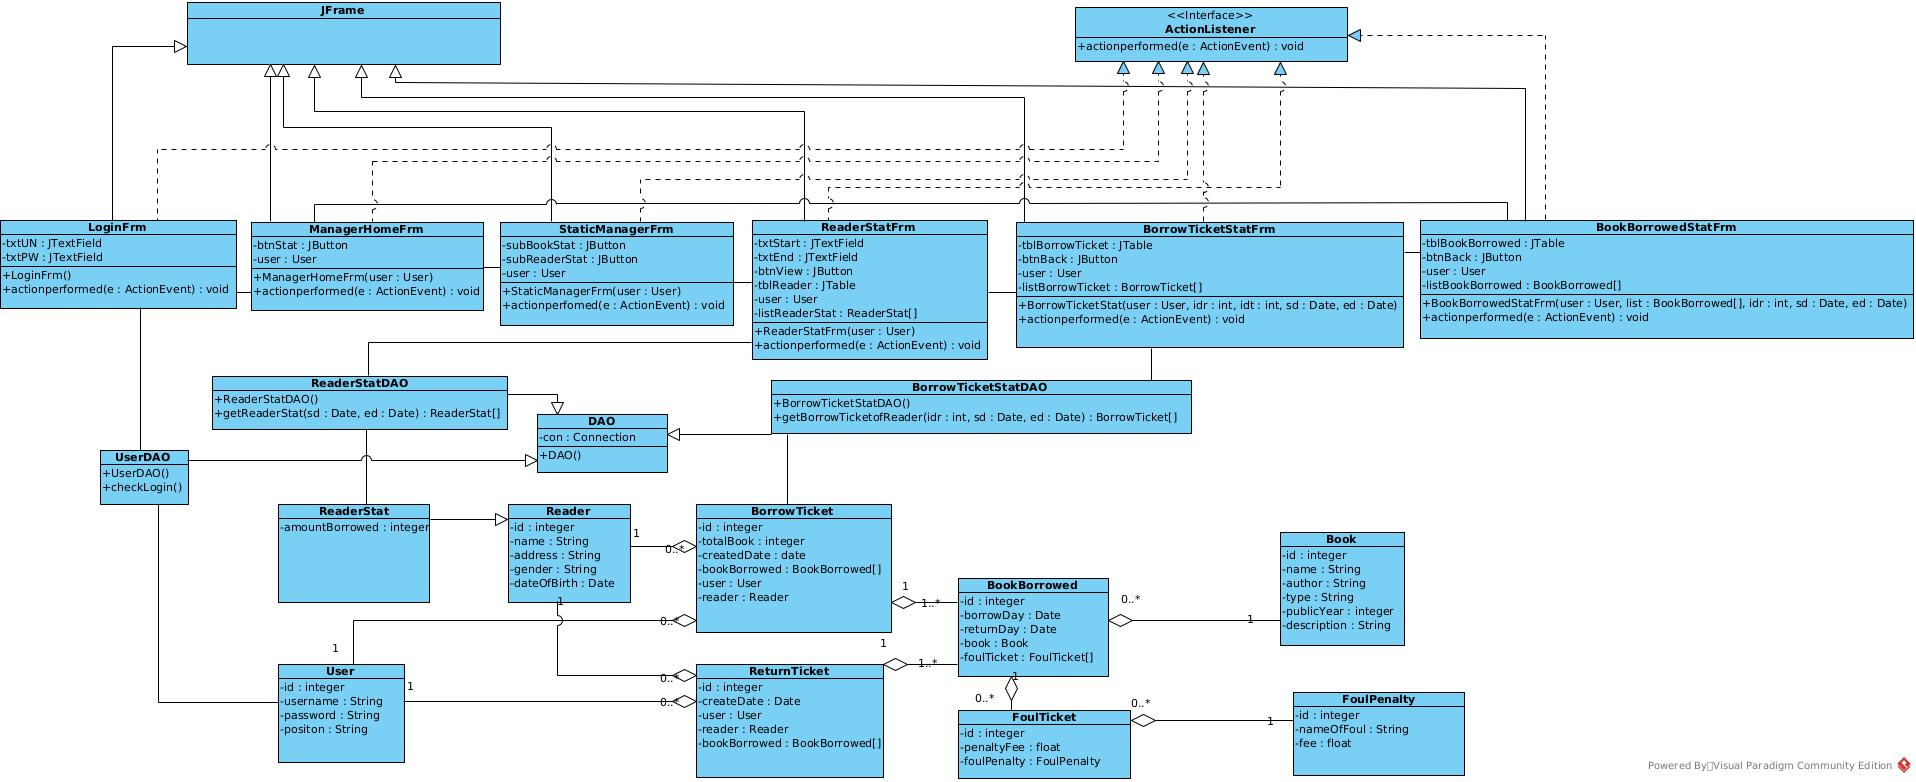 JFrame
<<Interface>>
ActionListener
+actionperformed(e : ActionEvent) : void
LoginFrm
-txtUN : JTextField
-txtPW : JTextField
+LoginFrm()
+actionperformed(e : ActionEvent) : void
ManagerHomeFrm
-btnStat : JButton
-user : User
+ManagerHomeFrm(user : User)
+actionperformed(e : ActionEvent) : void
StaticManagerFrm
-subBookStat : JButton
-subReaderStat : JButton
-user : User
+StaticManagerFrm(user : User)
+actionperfomed(e : ActionEvent) : void
ReaderStatFrm
-txtStart : JTextField
-txtEnd : JTextField
-btnView : JButton
-tblReader : JTable
-user : User
-listReaderStat : ReaderStat[]
+ReaderStatFrm(user : User)
+actionperformed(e : ActionEvent) : void
BorrowTicketStatFrm
-tblBorrowTicket : JTable
-btnBack : JButton
-user : User
-listBorrowTicket : BorrowTicket[]
+BorrowTicketStat(user : User, idr : int, idt : int, sd : Date, ed : Date)
+actionperformed(e : ActionEvent) : void
BookBorrowedStatFrm
-tblBookBorrowed : JTable
-btnBack : JButton
-user : User
-listBookBorrowed : BookBorrowed[]
+BookBorrowedStatFrm(user : User, list : BookBorrowed[], idr : int, sd : Date, ed : Date)
+actionperformed(e : ActionEvent) : void
ReaderStatDAO
+ReaderStatDAO()
+getReaderStat(sd : Date, ed : Date) : ReaderStat[]
DAO
-con : Connection
+DAO()
BorrowTicketStatDAO
+BorrowTicketStatDAO()
+getBorrowTicketofReader(idr : int, sd : Date, ed : Date) : BorrowTicket[]
UserDAO
+UserDAO()
+checkLogin()
ReaderStat
-amountBorrowed : integer
Reader
-id : integer
-name : String
-address : String
-gender : String
-dateOfBirth : Date
1
0..*
1
BorrowTicket
-id : integer
-totalBook : integer
-createdDate : date
-bookBorrowed : BookBorrowed[]
-user : User
-reader : Reader
1
1..*
0..*
1
BookBorrowed
-id : integer
-borrowDay : Date
-returnDay : Date
-book : Book
-foulTicket : FoulTicket[]
0..*
1
Book
-id : integer
-name : String
-author : String
-type : String
-publicYear : integer
-description : String
User
-id : integer
-username : String
-password : String
-positon : String
1
0..*
0..*
ReturnTicket
-id : integer
-createDate : Date
-user : User
-reader : Reader
-bookBorrowed : BookBorrowed[]
1
1..*
1
0..*
FoulTicket
-id : integer
-penaltyFee : float
-foulPenalty : FoulPenalty
0..*
1
FoulPenalty
-id : integer
-nameOfFoul : String
-fee : float
Powered By Visual Paradigm Community Edition